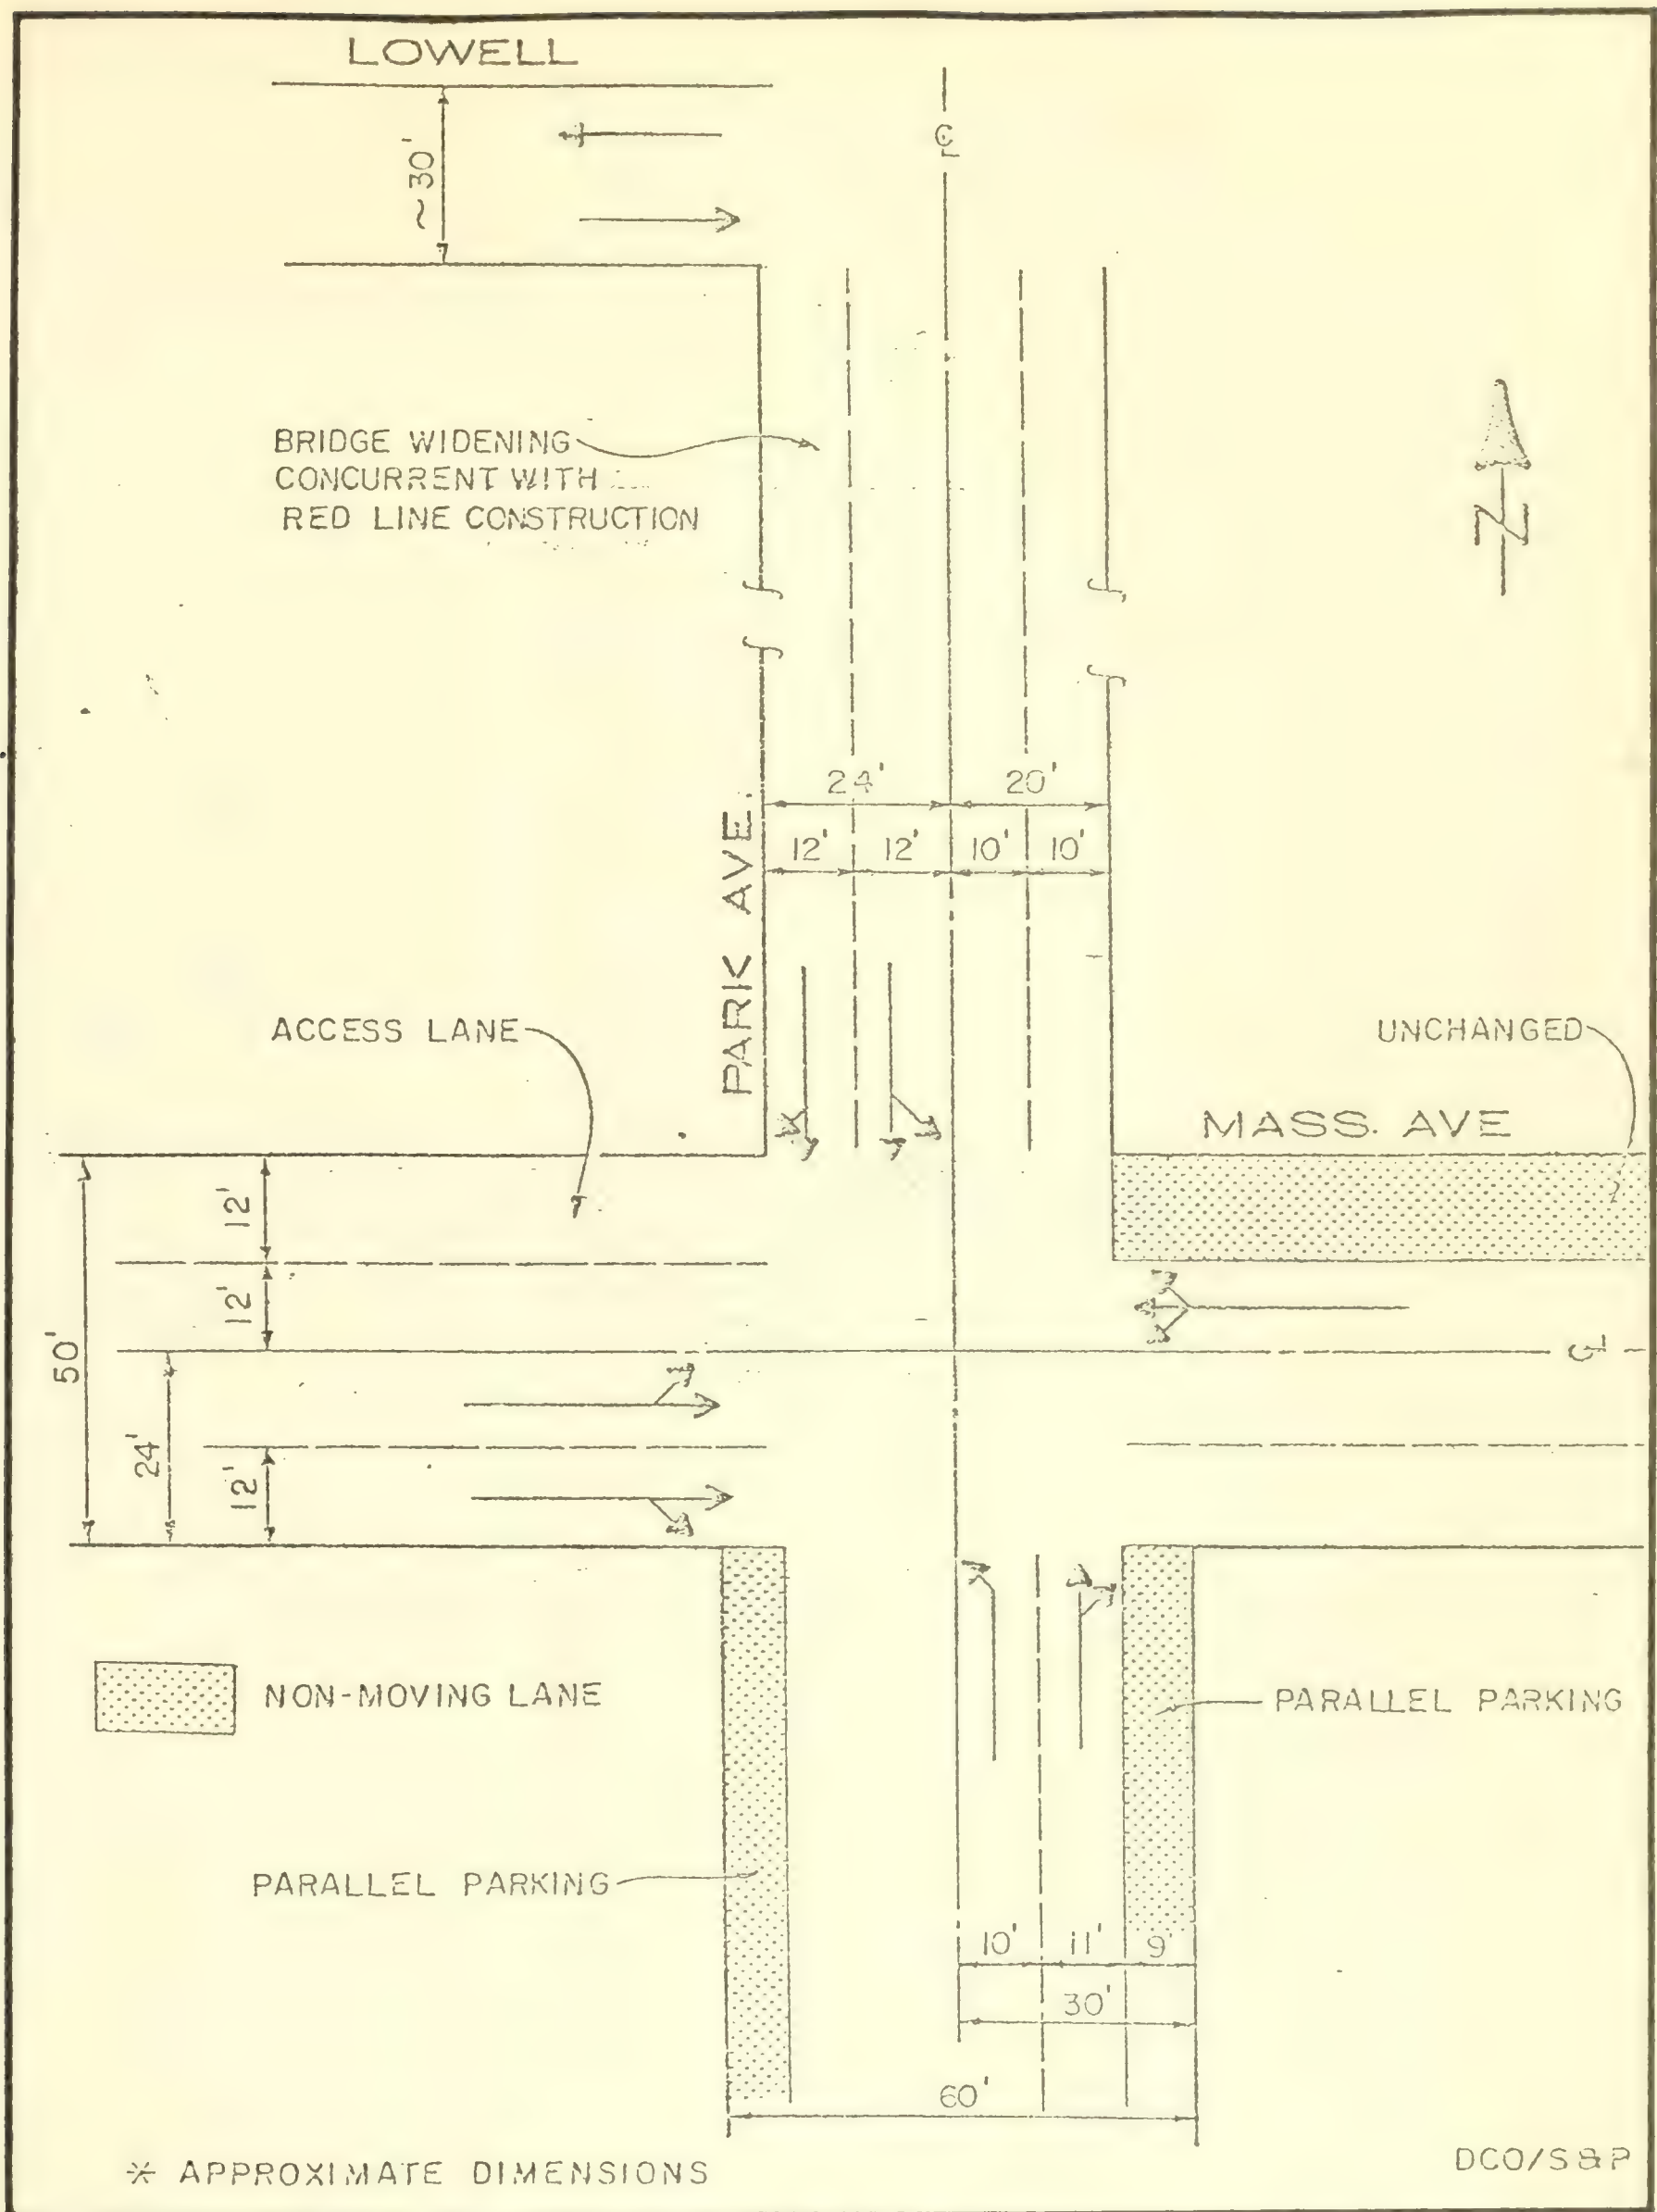 LOWELL
℄
~30'
BRIDGE WIDENING
CONCURRENT WITH
RED LINE CONSTRUCTION
N
24'
20'
12'
12'
10'
10'
PARK AVE.
ACCESS LANE
UNCHANGED
MASS. AVE
12'
12'
50'
℄
24'
12'
NON-MOVING LANE
PARALLEL PARKING
PARALLEL PARKING
10'
11'
9'
30'
60'
* APPROXIMATE DIMENSIONS
DCO/S&P